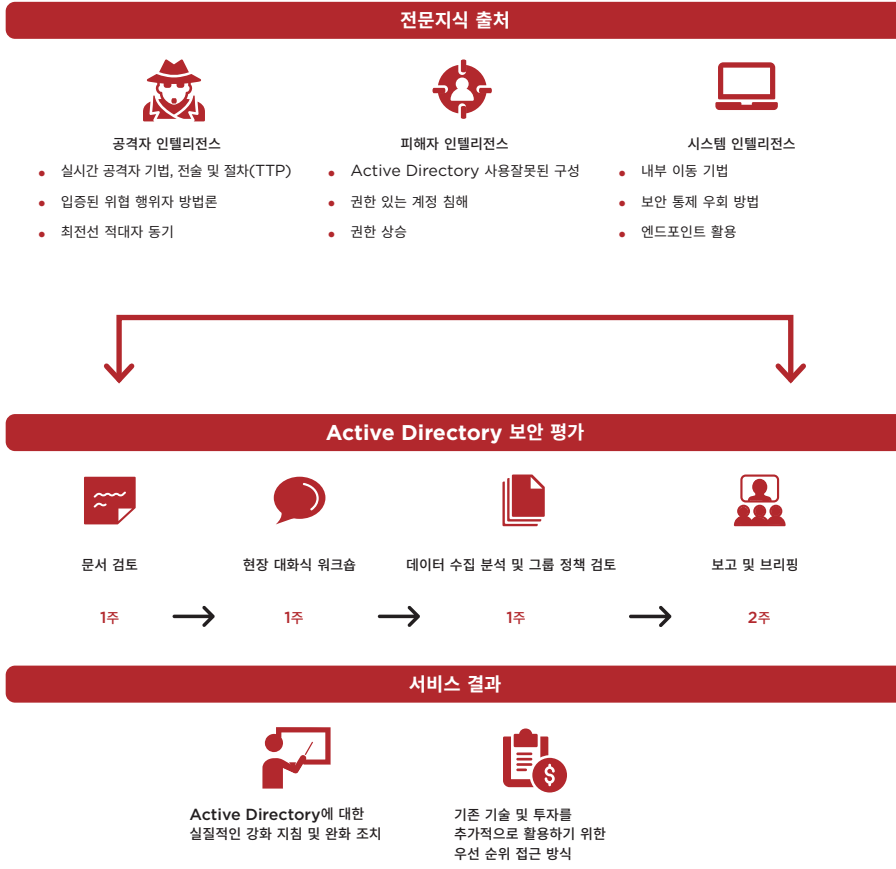 전문지식 출처
공격자 인텔리전스
실시간 공격자 기법, 전술 및 절차(TTP)
입증된 위협 행위자 방법론
최전선 적대자 동기
피해자 인텔리전스
Active Directory 사용잘못된 구성
권한 있는 계정 침해
권한 상승
시스템 인텔리전스
내부 이동 기법
보안 통제 우회 방법
엔드포인트 활용
Active Directory 보안 평가
문서 검토
1주
현장 대화식 워크숍
1주
데이터 수집 분석 및 그룹 정책 검토
1주
보고 및 브리핑
2주
서비스 결과
Active Directory에 대한
실질적인 강화 지침 및 완화 조치
$
기존 기술 및 투자를
추가적으로 활용하기 위한
우선 순위 접근 방식